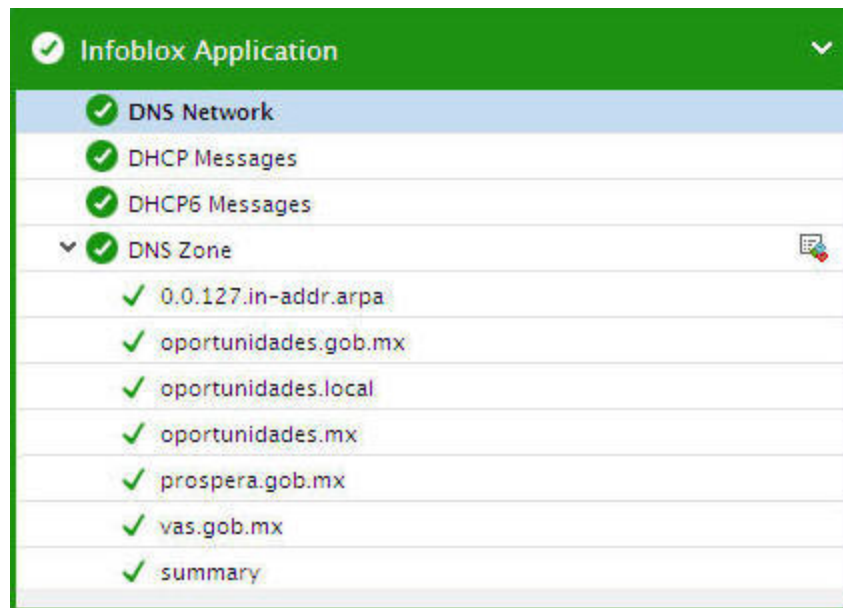 Infoblox Application
DNS Network
DHCP Messages
DHCP6 Messages
DNS Zone
0.0.127.in-addr.arpa
oportunidades.gob.mx
oportunidades.local
oportunidades.mx
prospera.gob.mx
vas.gob.mx
summary